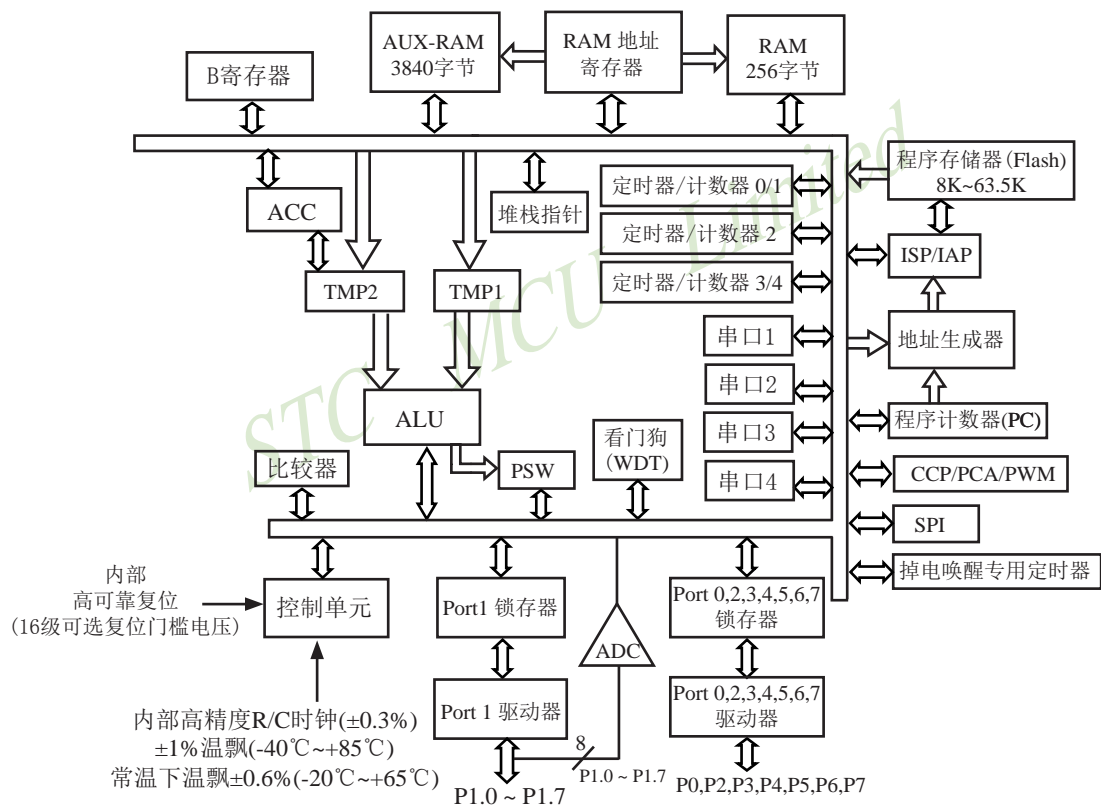 B寄存器
AUX-RAM
3840字节
RAM 地址
寄存器
RAM
256字节
ACC
堆栈指针
定时器/计数器 0/1
定时器/计数器 2
定时器/计数器 3/4
程序存储器(Flash)
8K~63.5K
ISP/IAP
TMP2
TMP1
串口1
地址生成器
串口2
ALU
串口3
程序计数器(PC)
看门狗
(WDT)
比较器
PSW
串口4
CCP/PCA/PWM
SPI
掉电唤醒专用定时器
内部
高可靠复位
(16级可选复位门槛电压)
控制单元
Port1 锁存器
ADC
Port 0,2,3,4,5,6,7
锁存器
Port 1 驱动器
Port 0,2,3,4,5,6,7
驱动器
内部高精度R/C时钟(±0.3%)
±1%温飘(-40℃~+85℃)
常温下温飘±0.6%(-20℃~+65℃)
8
P1.0 ~ P1.7
P1.0 ~ P1.7
P0,P2,P3,P4,P5,P6,P7
STC MCU Limited